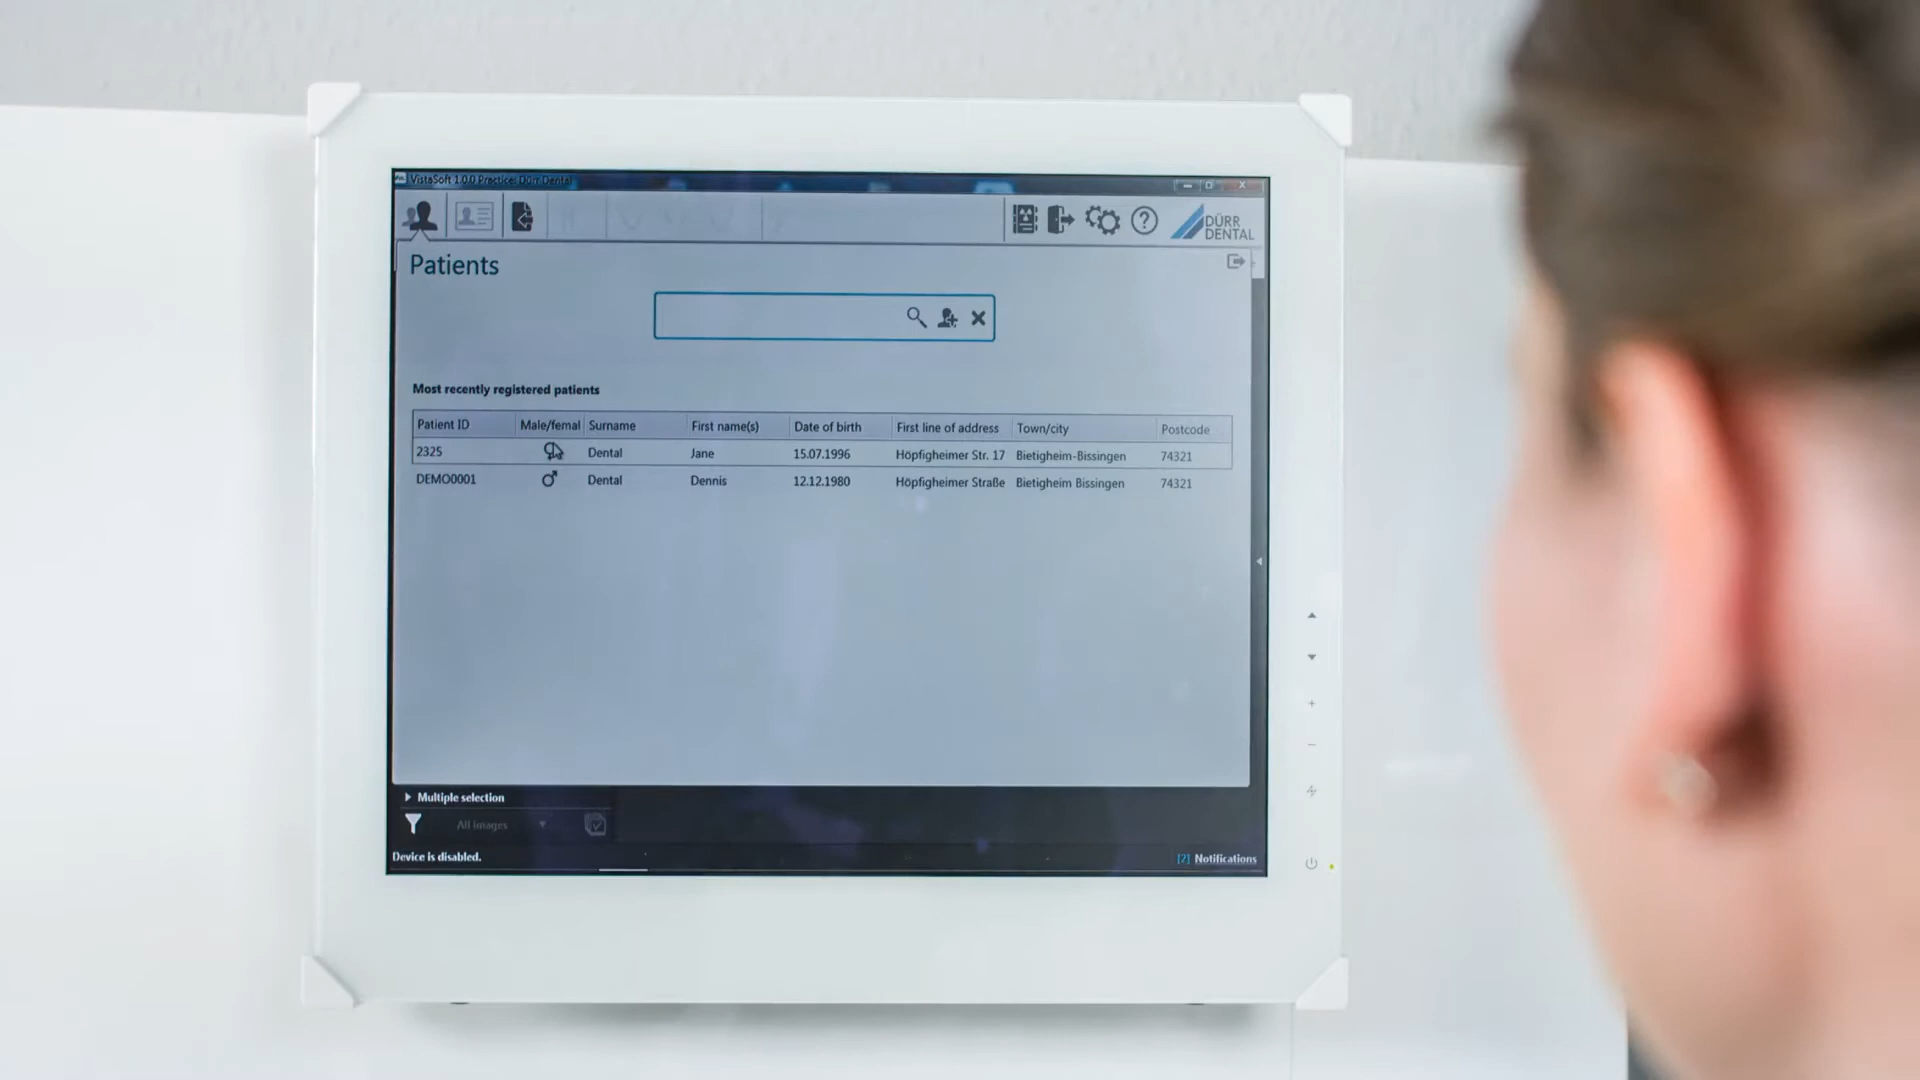 VistaSoft 1.0.0 Practice: Dürr Dental
DÜRR
DENTAL
Patients
Most recently registered patients
Patient ID Male/femal Surname First name(s) Date of birth First line of address Town/city Postcode
2325 Dental Jane 15.07.1996 Höpfigheimer Str. 17 Bietigheim-Bissingen 74321
DEMO0001 Dental Dennis 12.12.1980 Höpfigheimer Straße Bietigheim Bissingen 74321
Multiple selection
All images
Device is disabled.
[2] Notifications